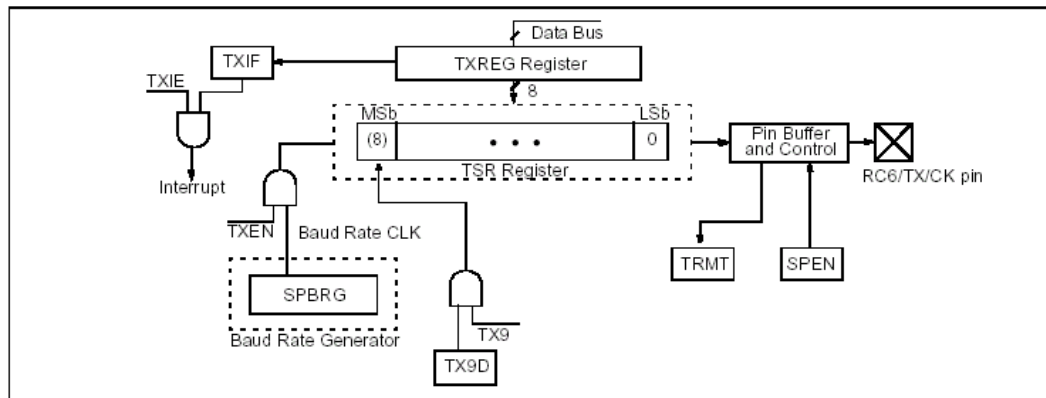 Data Bus
TXIF
TXREG Register
TXIE
8
MSb
LSb
(8)
• • •
0
Pin Buffer
and Control
TSR Register
Interrupt
RC6/TX/CK pin
TXEN
Baud Rate CLK
TRMT
SPEN
SPBRG
TX9
Baud Rate Generator
TX9D